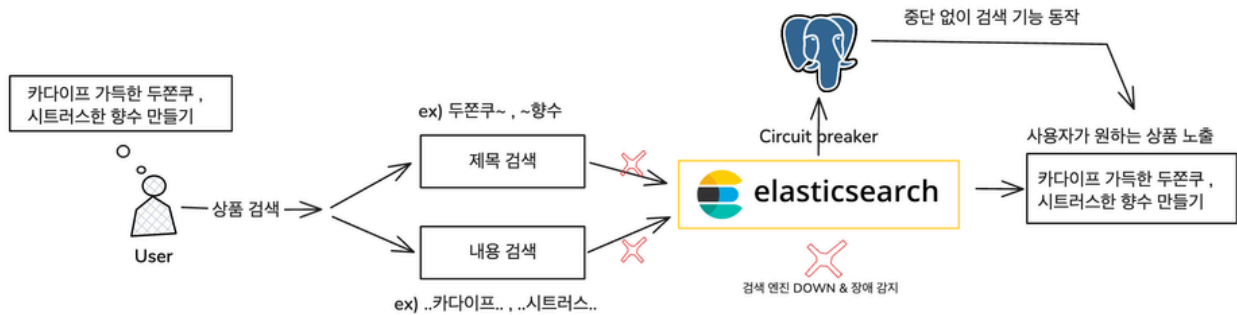 중단 없이 검색 기능 동작
카다이프 가득한 두쫀쿠 ,
시트러스한 향수 만들기
ex) 두쫀쿠~ , ~향수
Circuit breaker
사용자가 원하는 상품 노출
제목 검색
elasticsearch
카다이프 가득한 두쫀쿠 ,
시트러스한 향수 만들기
상품 검색
User
내용 검색
검색 엔진 DOWN & 장애 감지
ex) ..카다이프.. , ..시트러스..